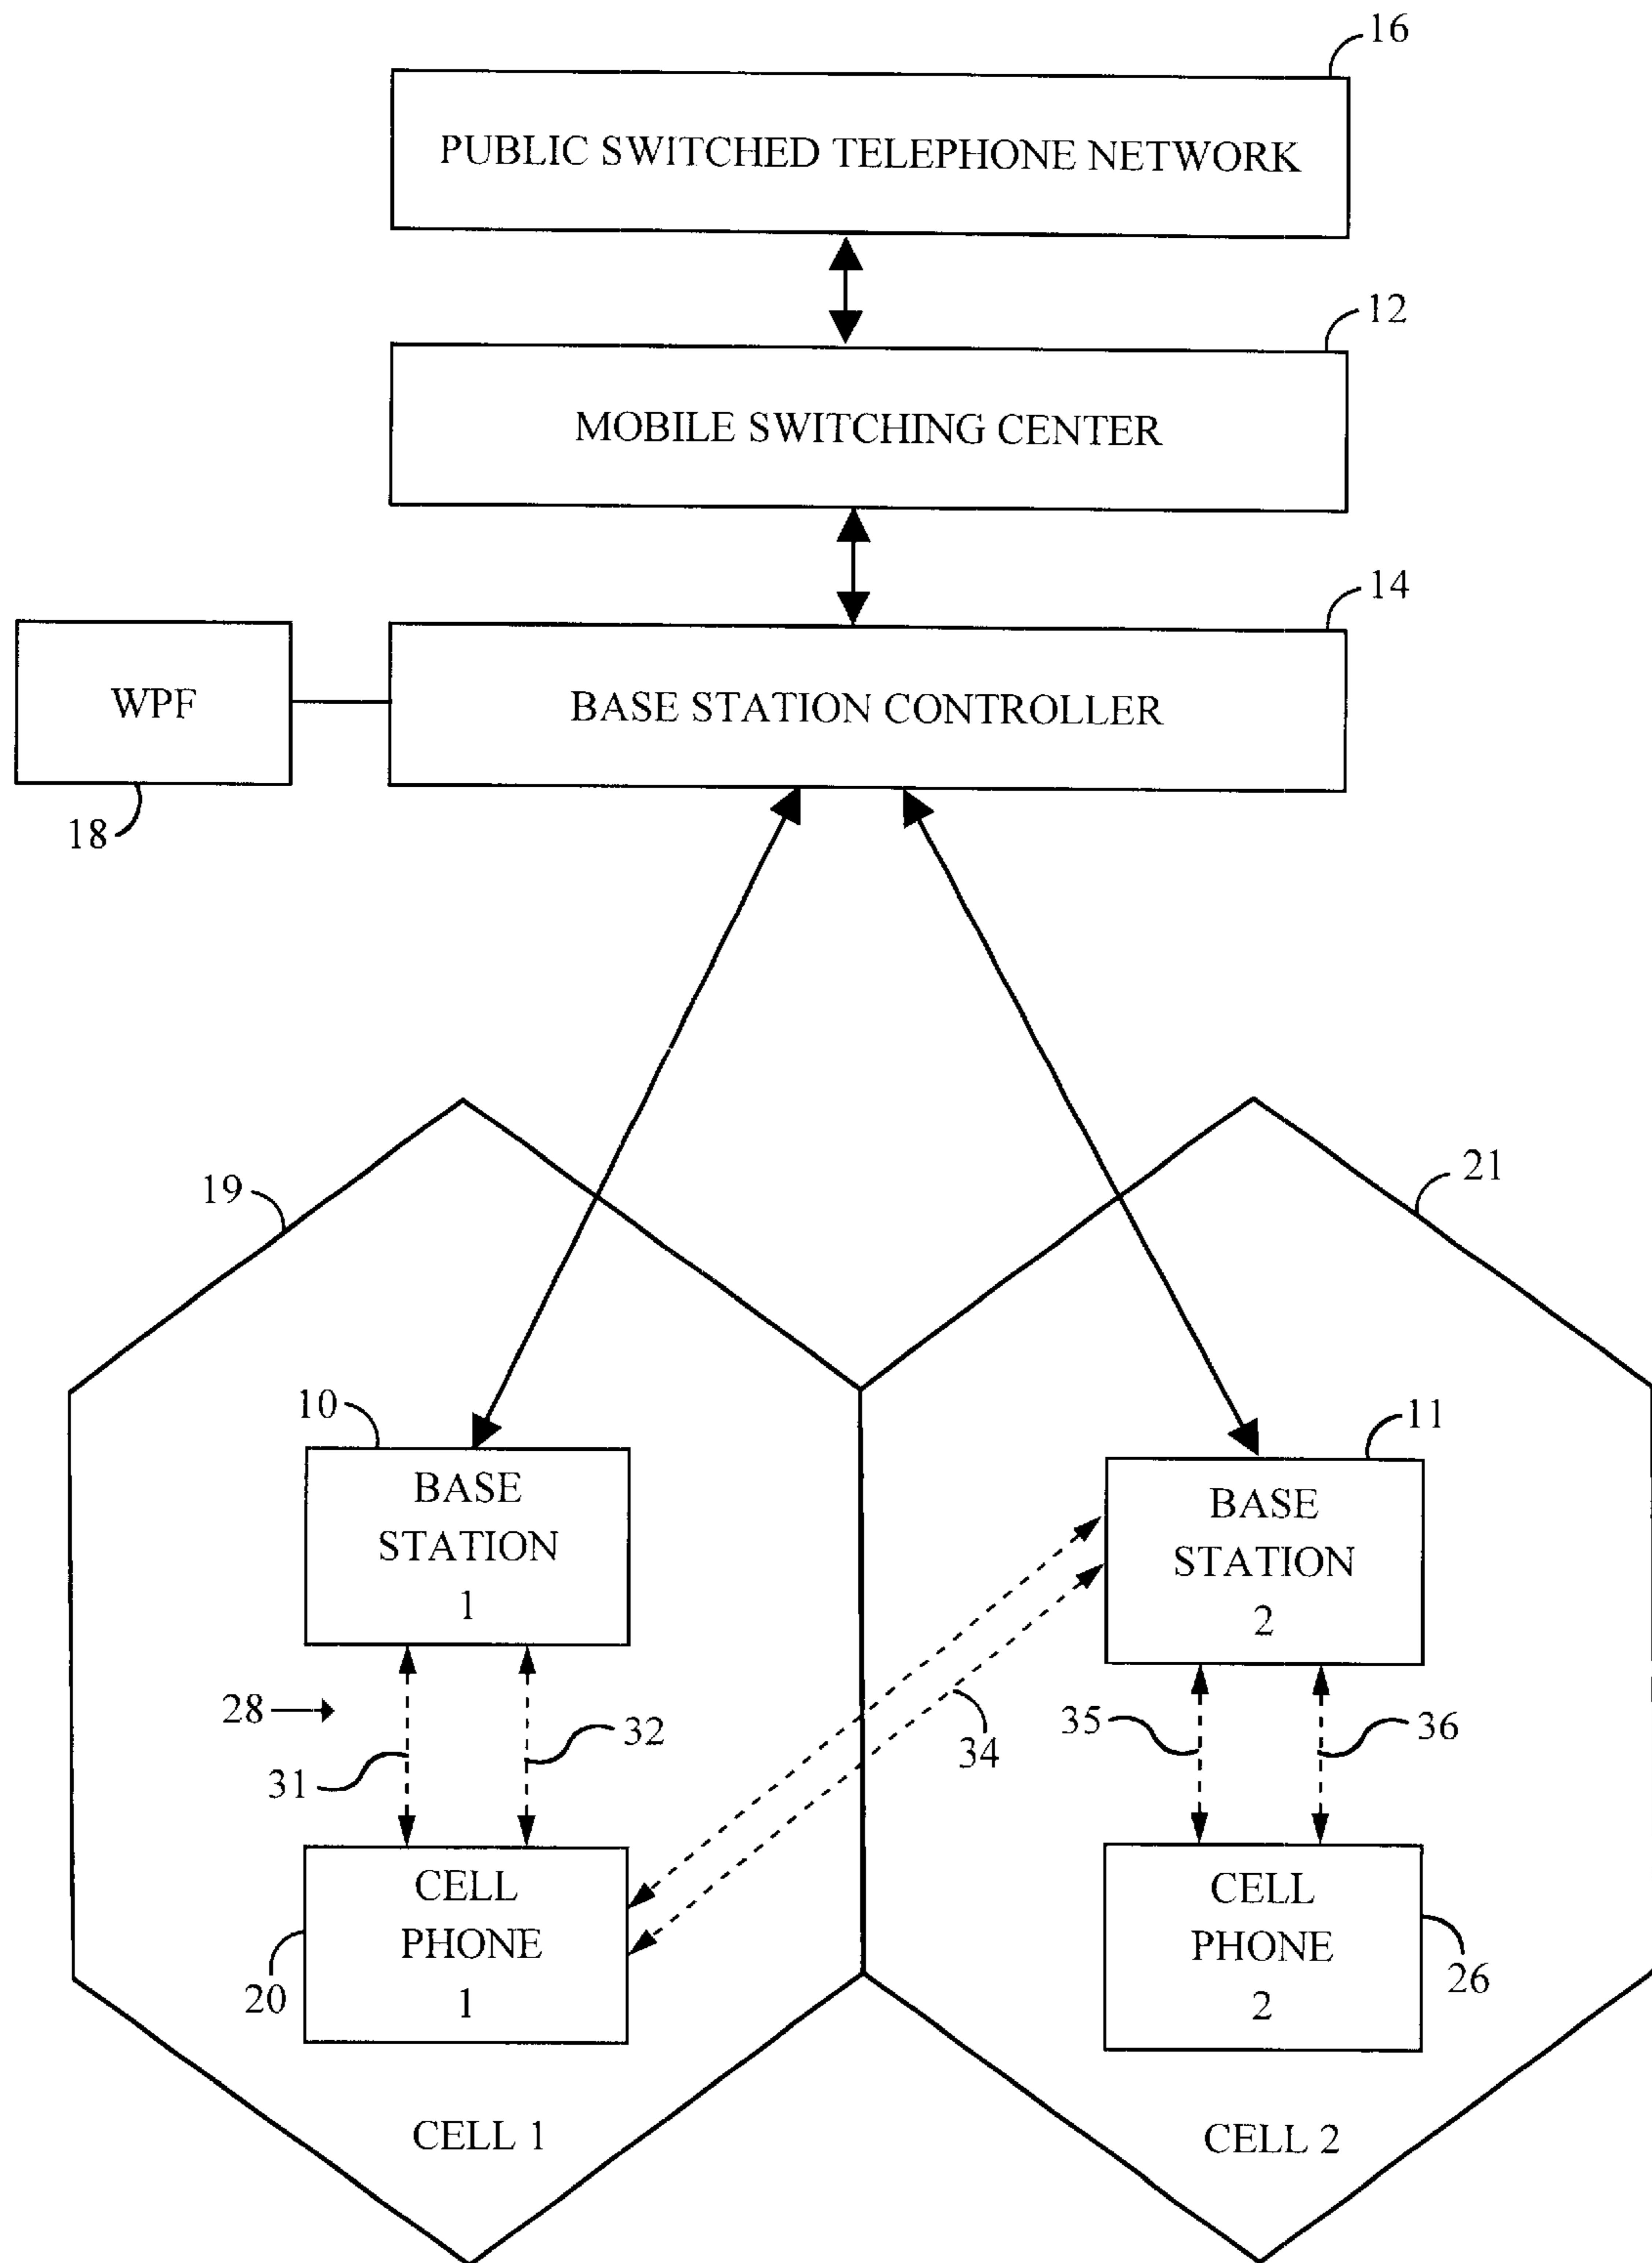 16
PUBLIC SWITCHED TELEPHONE NETWORK
12
MOBILE SWITCHING CENTER
14
WPF
BASE STATION CONTROLLER
18
19
21
10
11
BASE
STATION
1
BASE
STATION
2
28
31
32
34
35
36
CELL
PHONE
1
CELL
PHONE
2
20
26
CELL 1
CELL 2